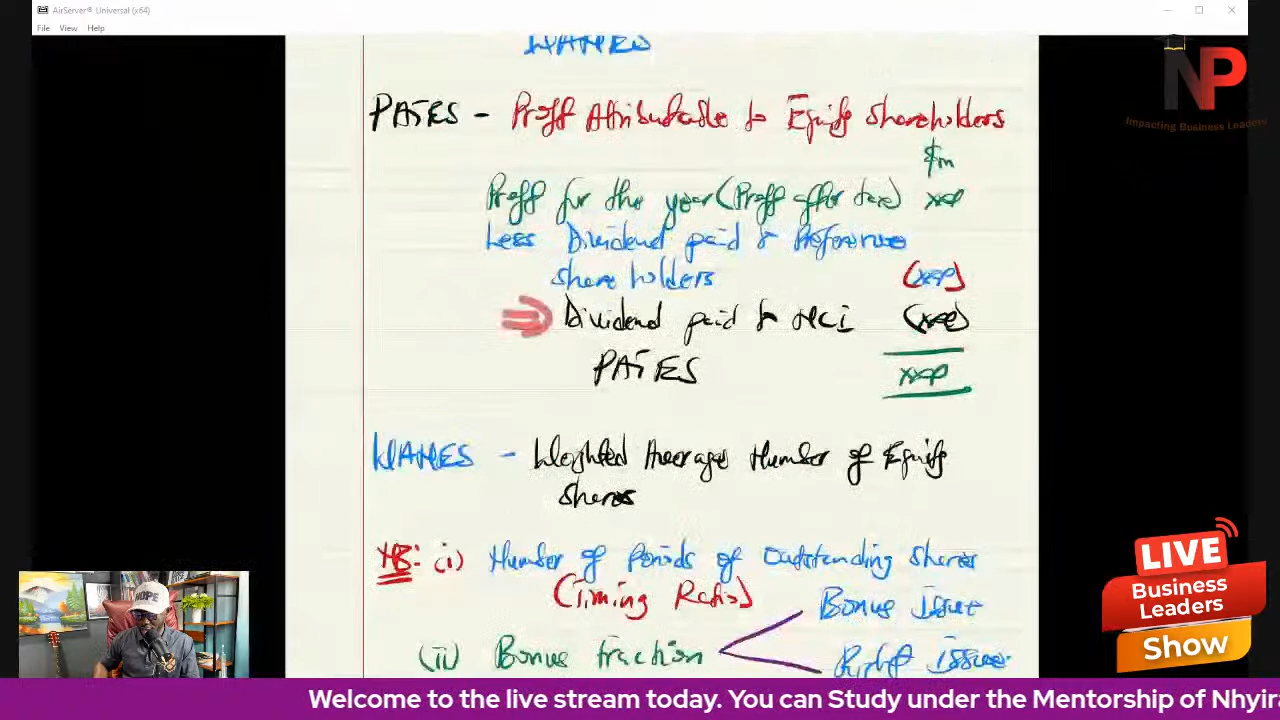 AirServer® Universal (x64)
File View Help
WANES
NP
Impacting Business Leaders
PATES - Profit Attributable to Equity shareholders
$m
Profit for the year (Profit after tax) xxx
Less Dividend paid to Preference
shareholders (xxx)
⇒ Dividend paid to NCI (xxx)
PATES xxx
WANES - Weighted Average Number of Equity
shares
NB: (i) Number of Periods of Outstanding shares
(Timing Ratio)
Bonus Issue
(ii) Bonus fraction
Right Issue
HOPE
LIVE
Business
Leaders
Show
Welcome to the live stream today. You can Study under the Mentorship of Nhyir